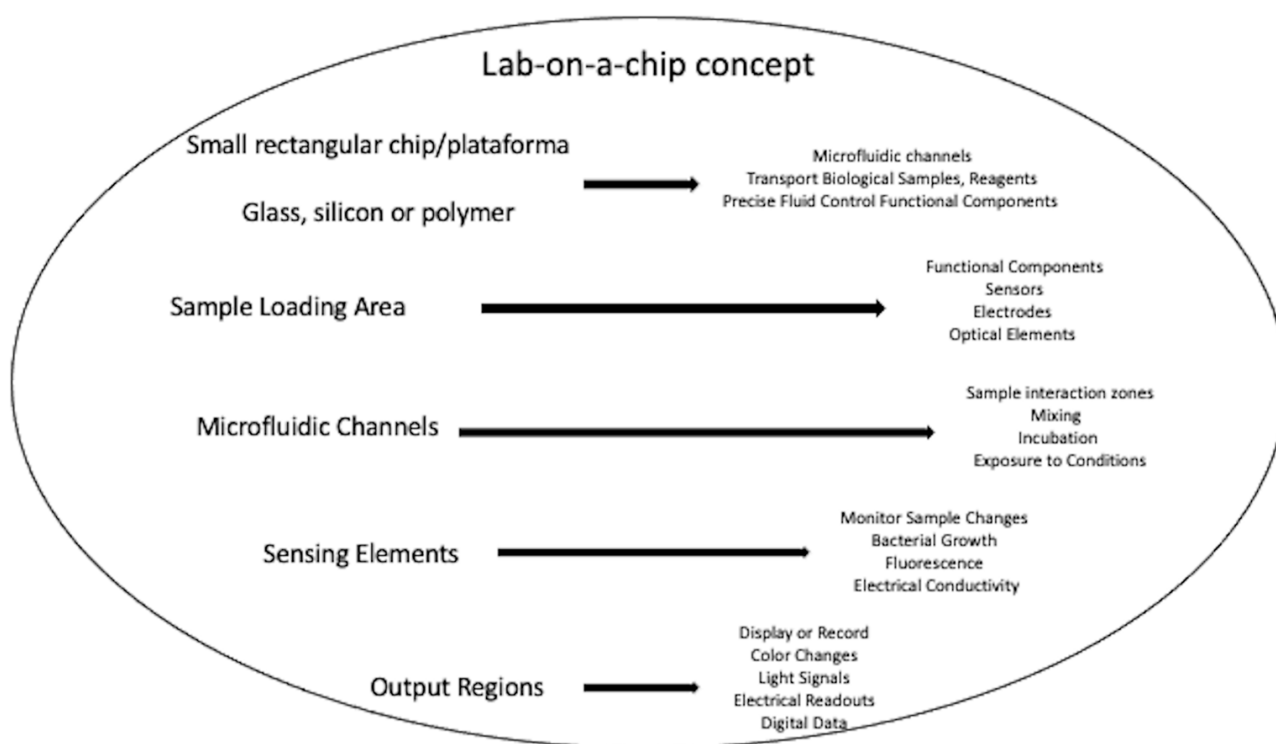 Lab-on-a-chip concept
Small rectangular chip/plataforma
Glass, silicon or polymer
Microfluidic channels
Transport Biological Samples, Reagents
Precise Fluid Control Functional Components
Sample Loading Area
Functional Components
Sensors
Electrodes
Optical Elements
Microfluidic Channels
Sample interaction zones
Mixing
Incubation
Exposure to Conditions
Sensing Elements
Monitor Sample Changes
Bacterial Growth
Fluorescence
Electrical Conductivity
Output Regions
Display or Record
Color Changes
Light Signals
Electrical Readouts
Digital Data